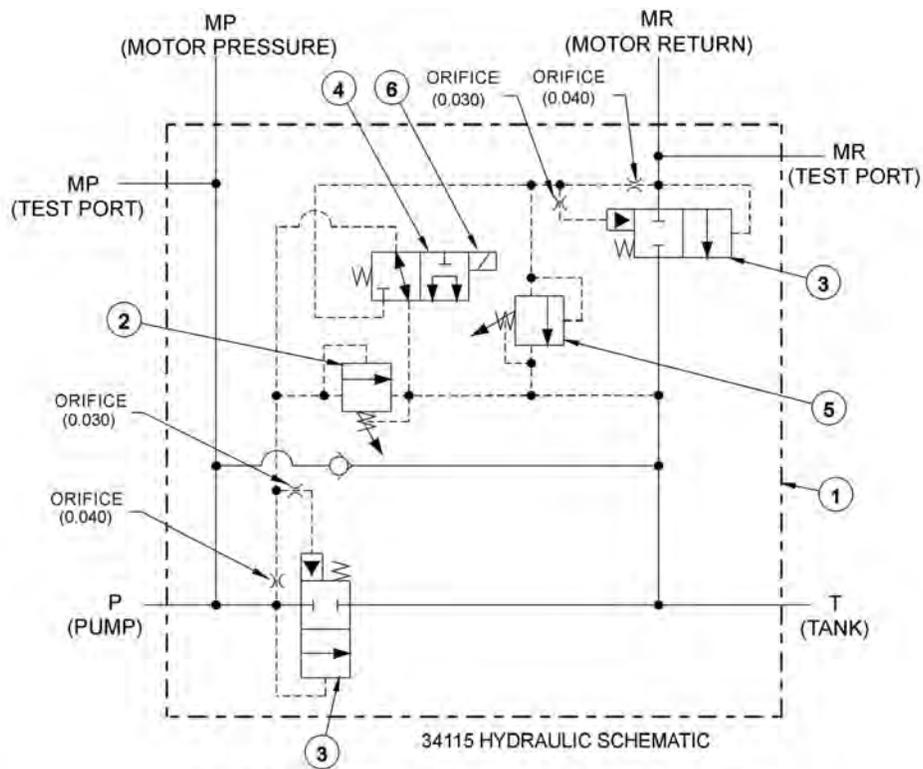 MP
(MOTOR PRESSURE)
MR
(MOTOR RETURN)
4
6
ORIFICE
(0.030)
ORIFICE
(0.040)
MP
(TEST PORT)
MR
(TEST PORT)
3
2
5
ORIFICE
(0.030)
1
ORIFICE
(0.040)
P
(PUMP)
T
(TANK)
3
34115 HYDRAULIC SCHEMATIC